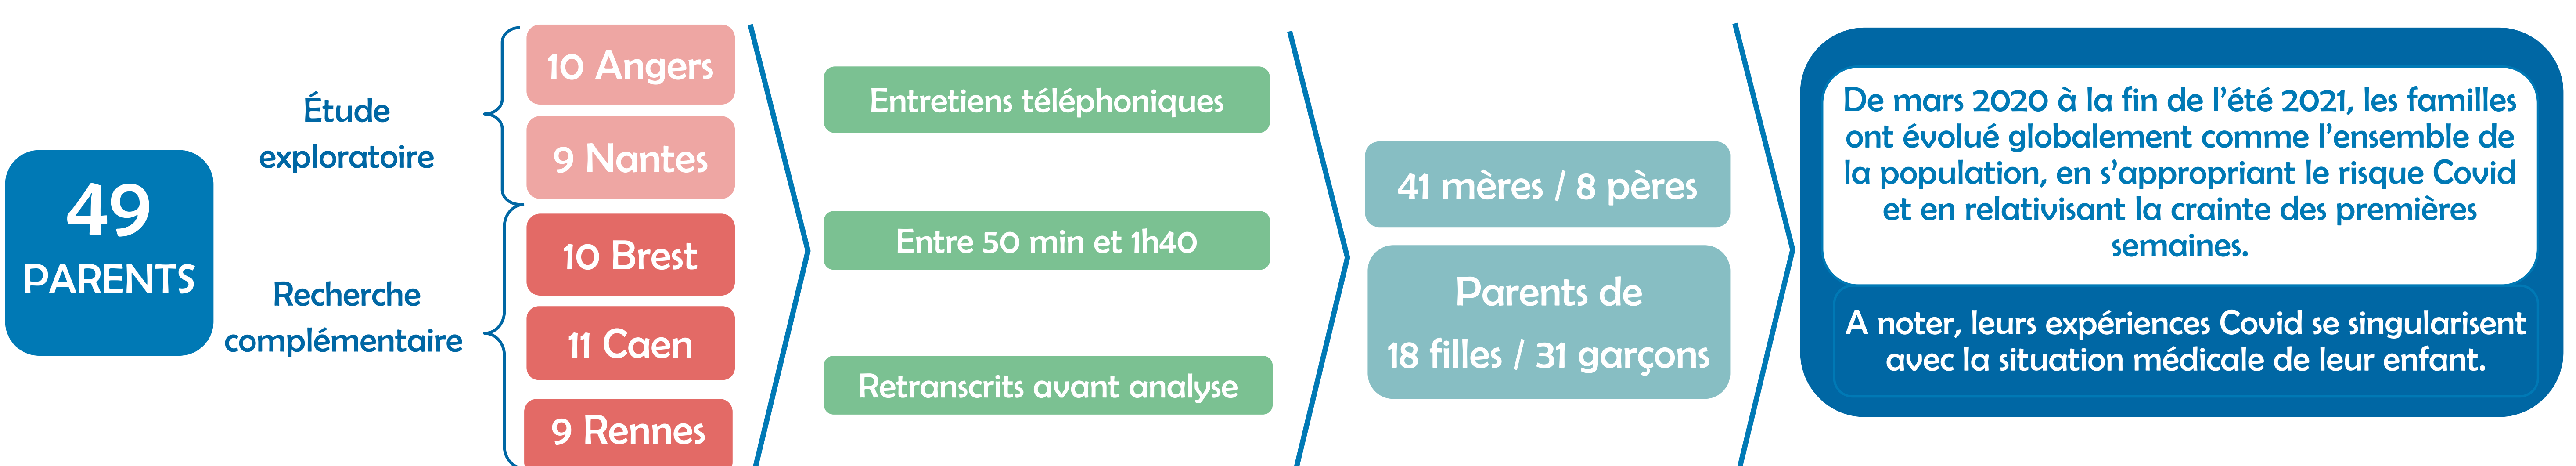 49
PARENTS
Étude
exploratoire
Recherche
complémentaire
10 Angers
9 Nantes
10 Brest
11 Caen
9 Rennes
Entretiens téléphoniques
Entre 50 min et 1h40
Retranscrits avant analyse
41 mères / 8 pères
Parents de
18 filles / 31 garçons
De mars 2020 à la fin de l’été 2021, les familles
ont évolué globalement comme l’ensemble de
la population, en s’appropriant le risque Covid
et en relativisant la crainte des premières
semaines.
A noter, leurs expériences Covid se singularisent
avec la situation médicale de leur enfant.